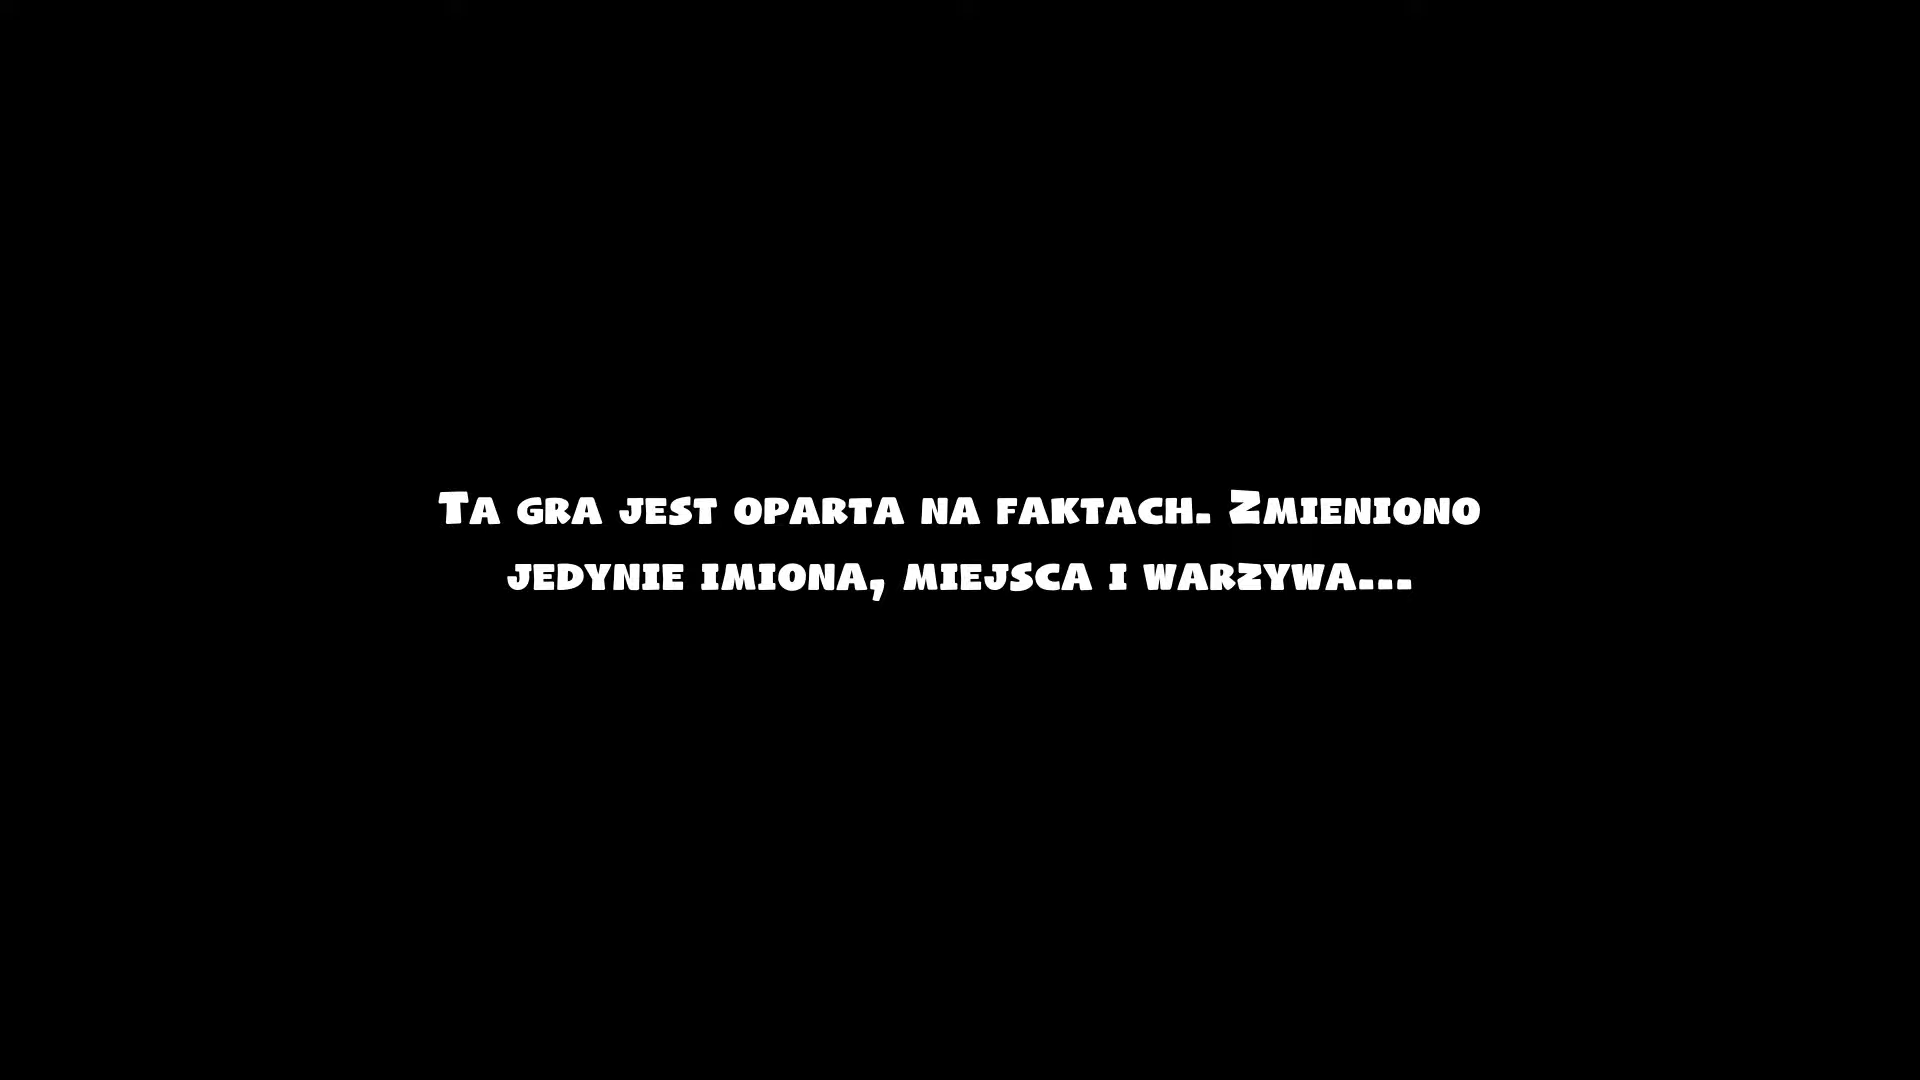 Ta gra jest oparta na faktach. Zmieniono
jedynie imiona, miejsca i warzywa...